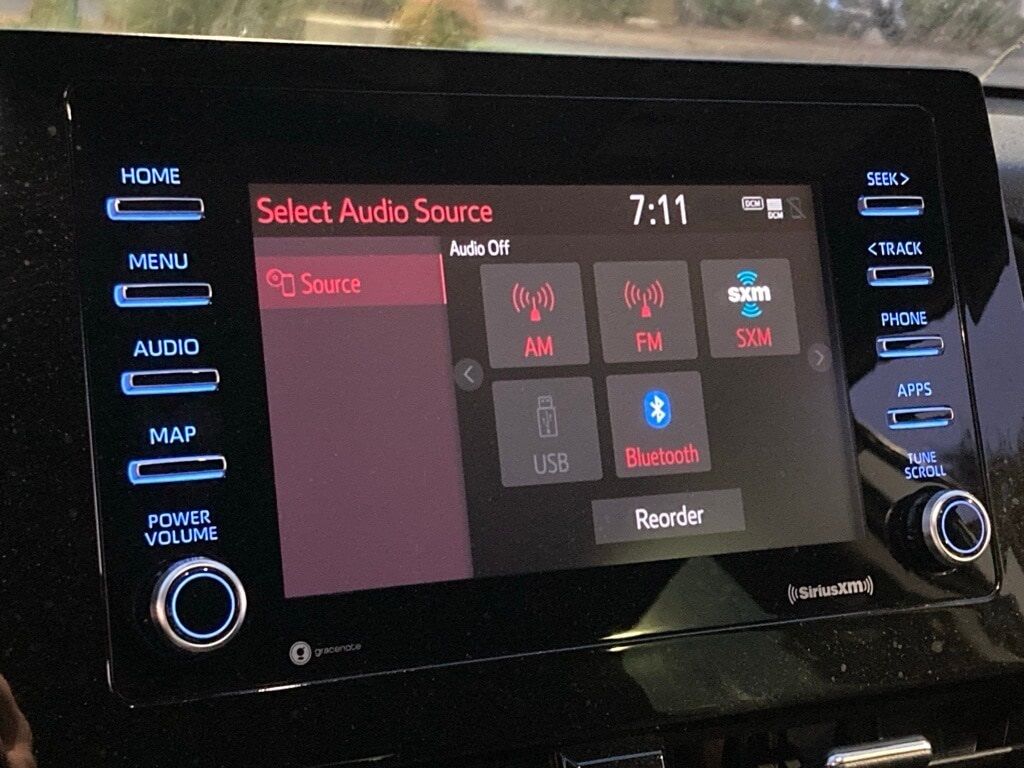 HOME
MENU
AUDIO
MAP
POWER
VOLUME
Select Audio Source
7:11
DCM
DCM
Source
Audio Off
AM
FM
sxm
SXM
USB
Bluetooth
Reorder
SEEK>
<TRACK
PHONE
APPS
TUNE
SCROLL
g gracenote
((SiriusXM))